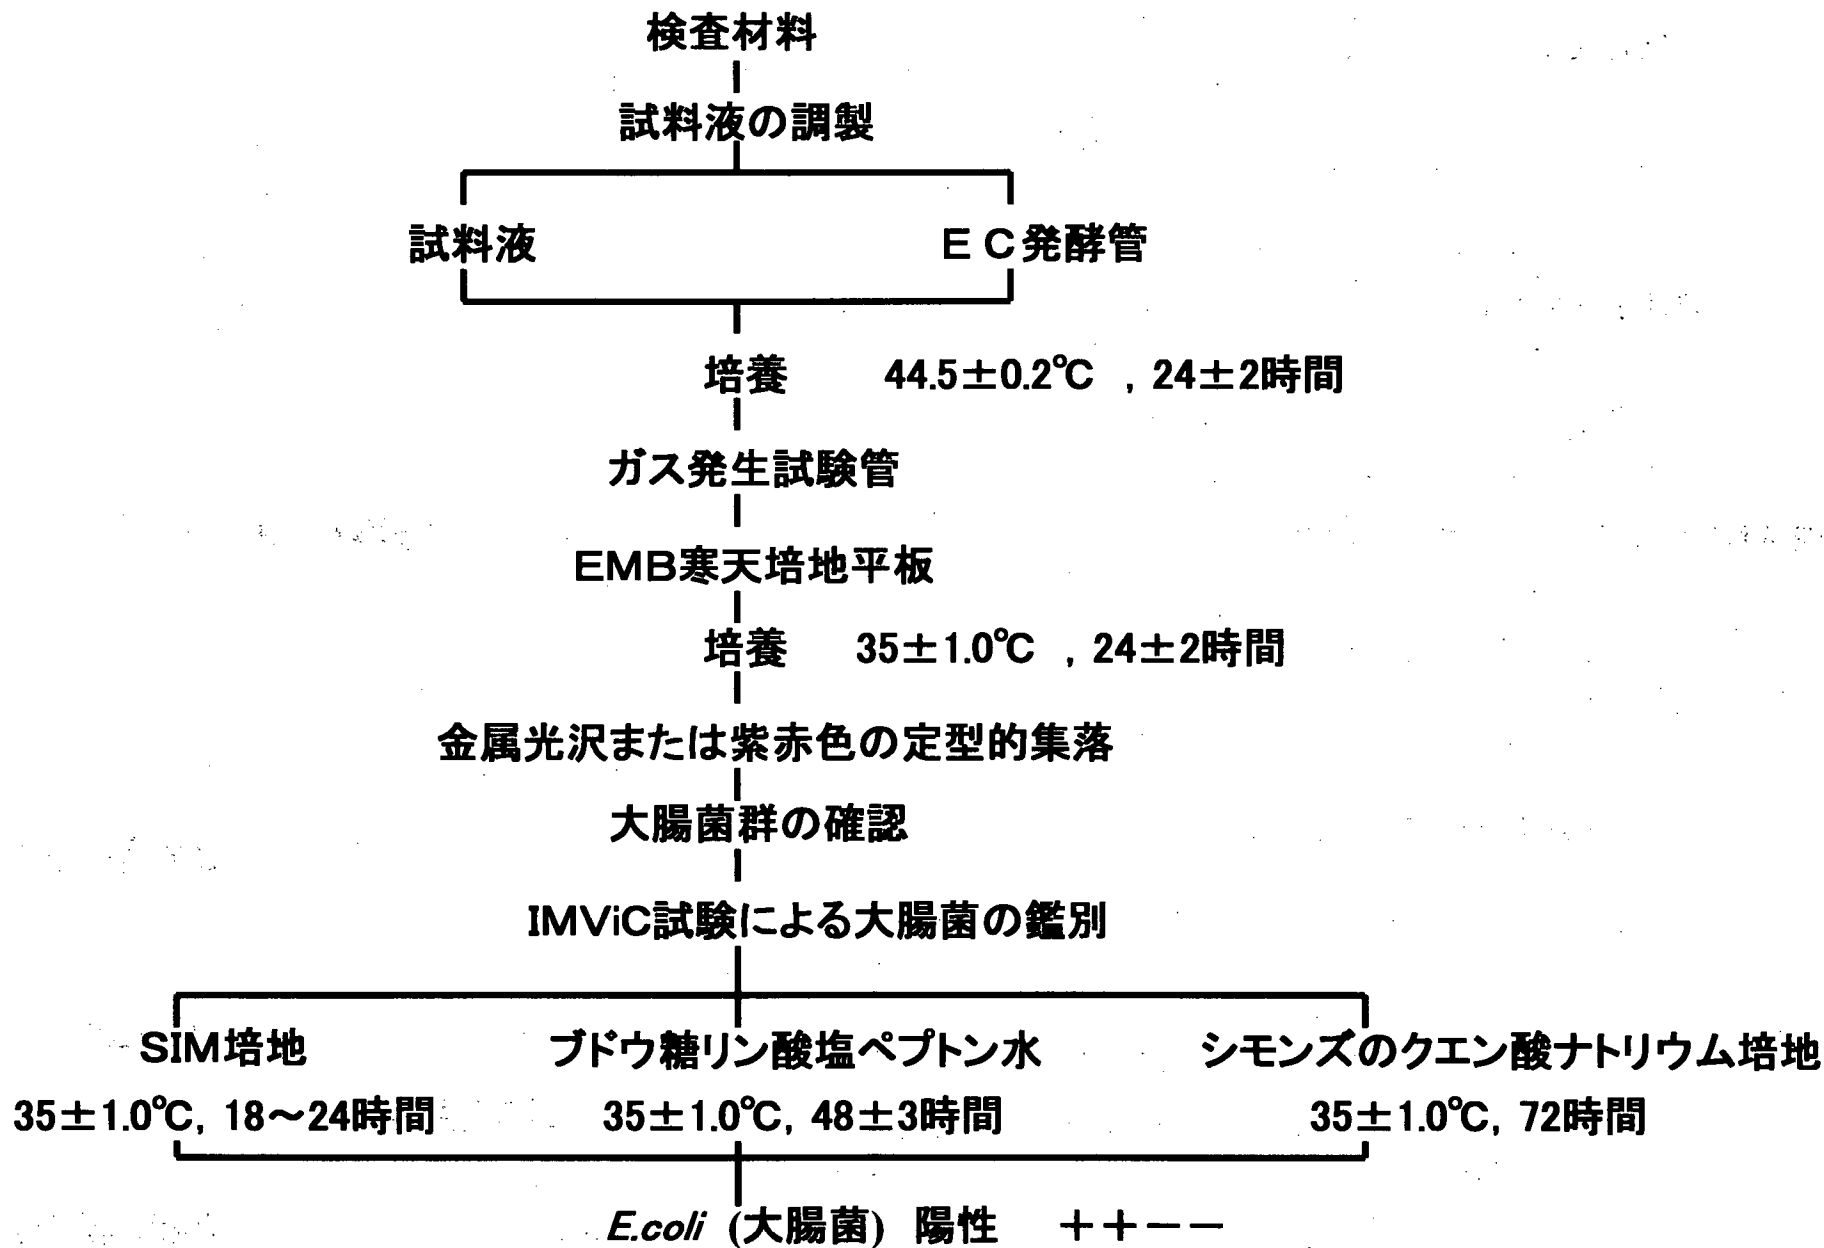 検査材料
試料液の調製
試料液 ＥＣ発酵管
培養 44.5±0.2℃ , 24±2時間
ガス発生試験管
EMB寒天培地平板
培養 35±1.0℃ , 24±2時間
金属光沢または紫赤色の定型的集落
大腸菌群の確認
IMViC試験による大腸菌の鑑別
SIM培地 ブドウ糖リン酸塩ペプトン水 シモンズのクエン酸ナトリウム培地
35±1.0℃, 18～24時間 35±1.0℃, 48±3時間 35±1.0℃, 72時間
E.coli (大腸菌) 陽性 ＋＋－－